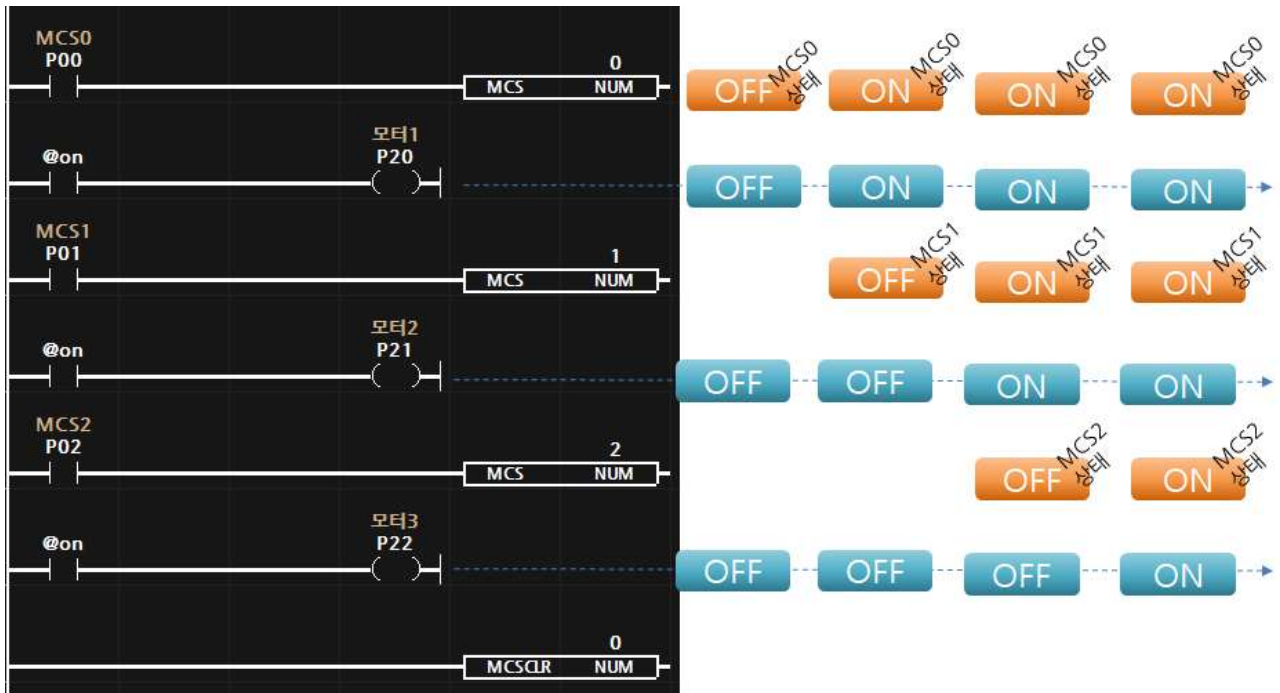 MCS0
P00
0
MCS NUM
OFF MCS0 상태 ON MCS0 상태 ON MCS0 상태 ON MCS0 상태
모터1
@on P20
OFF ON ON ON
MCS1
P01
1
MCS NUM
OFF MCS1 상태 ON MCS1 상태 ON MCS1 상태
모터2
@on P21
OFF OFF ON ON
MCS2
P02
2
MCS NUM
OFF MCS2 상태 ON MCS2 상태
모터3
@on P22
OFF OFF OFF ON
0
MCSCLR NUM